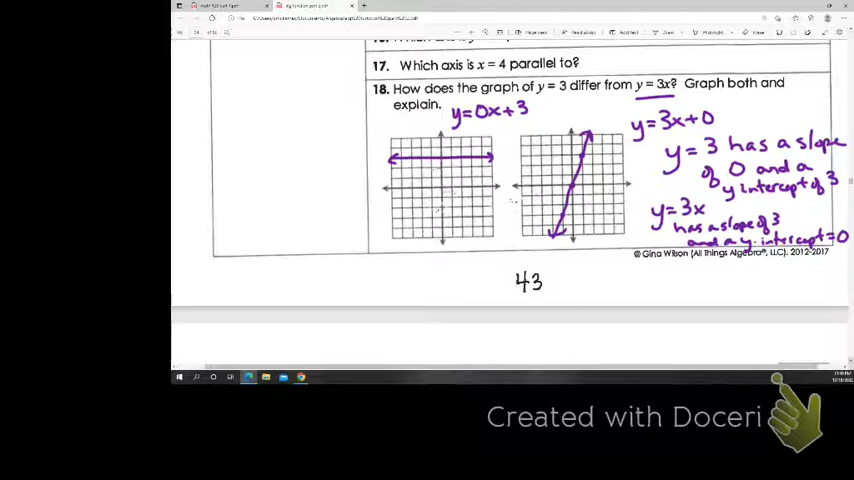 17. Which axis is x = 4 parallel to?
18. How does the graph of y = 3 differ from y = 3x? Graph both and
explain.
y=0x+3
y=3x+0
y=3 has a slope
of 0 and a
y intercept of 3
y=3x
has a slope of 3
and a y-intercept=0
© Gina Wilson (All Things Algebra®, LLC), 2012-2017
43
Created with Doceri